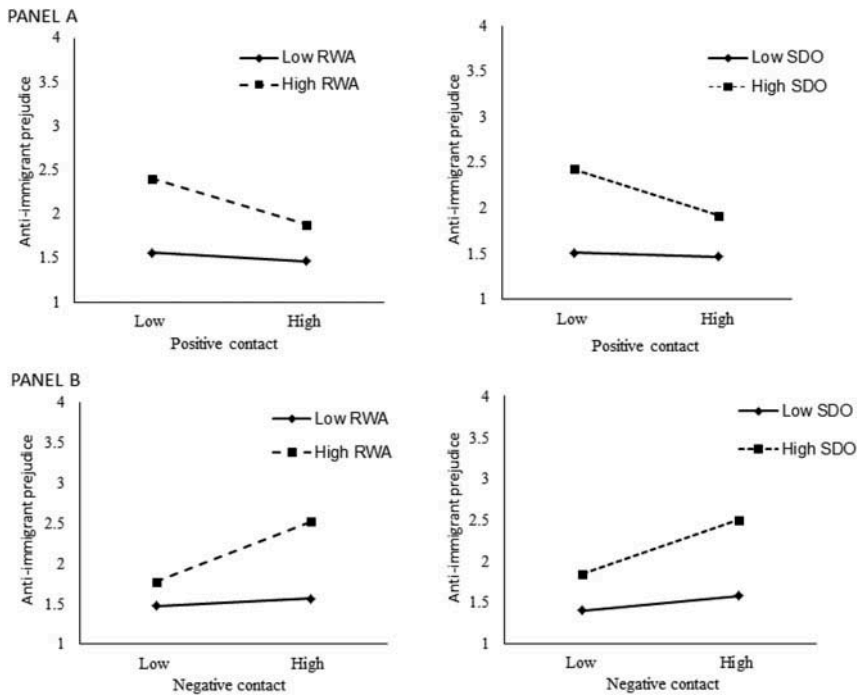 PANEL A
4
3.5
3
2.5
2
1.5
1
Anti-immigrant prejudice
Low RWA
High RWA
Low
High
Positive contact
4
3.5
3
2.5
2
1.5
1
Anti-immigrant prejudice
Low SDO
High SDO
Low
High
Positive contact
PANEL B
4
3.5
3
2.5
2
1.5
1
Anti-immigrant prejudice
Low RWA
High RWA
Low
High
Negative contact
4
3.5
3
2.5
2
1.5
1
Anti-immigrant prejudice
Low SDO
High SDO
Low
High
Negative contact